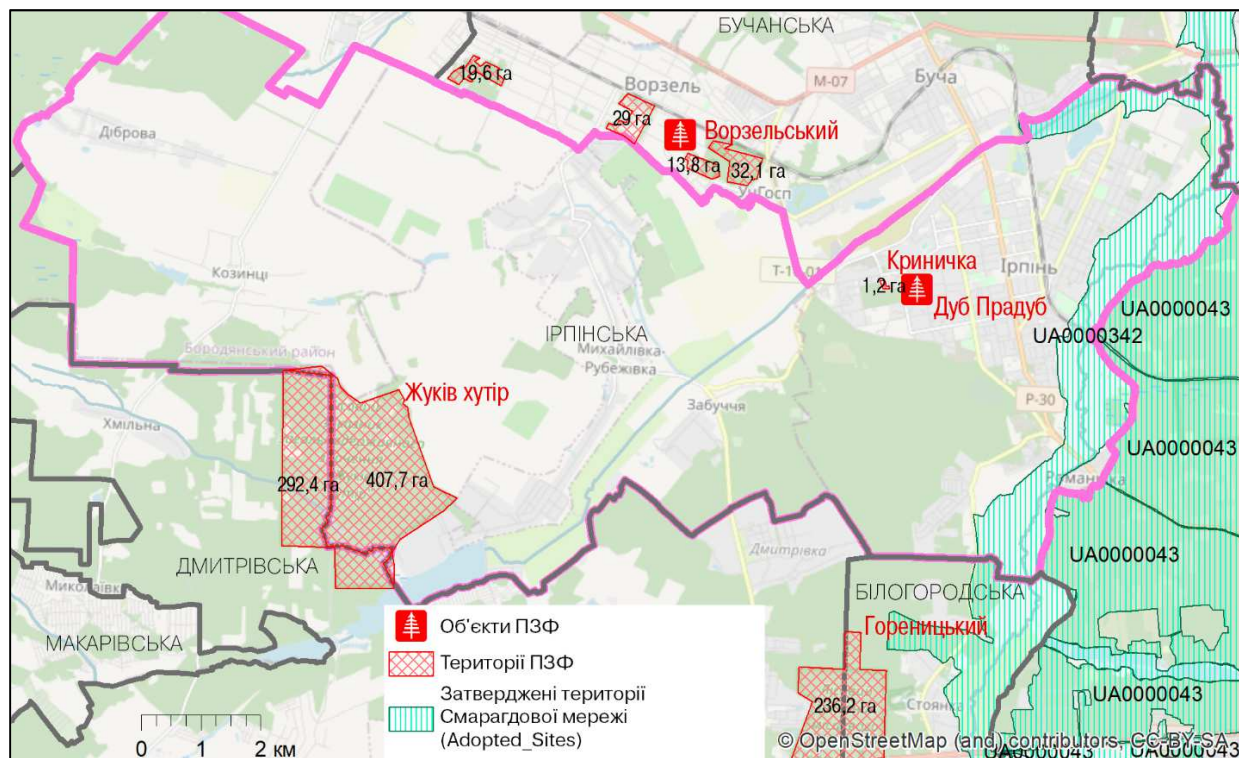 БУЧАНСЬКА
19,6 га
Ворзель
М-07
Буча
Діброва
29 га
Ворзельський
13,8 га
32,1 га
УнГосп
Козинці
Криничка
1,2 га
Ірпінь
Дуб Прадуб
UA0000043
ІРПІНСЬКА
UA0000342
Бородянський район
Михайлівка-
Рубежівка
Жуків хутір
Забуччя
Р-30
Хмільна
UA0000043
292,4 га
407,7 га
Романівка
UA0000043
Дмитрівка
ДМИТРІВСЬКА
Миколаївк
БІЛОГОРОДСЬКА
Гореницький
МАКАРІВСЬКА
Об'єкти ПЗФ
Території ПЗФ
Затверджені території
Смарагдової мережі
(Adopted_Sites)
UA0000043
236,2 га
Стоянка
0 1 2 км
© OpenStreetMap (and) contributors, CC-BY-SA
UA0000043
UA0000043